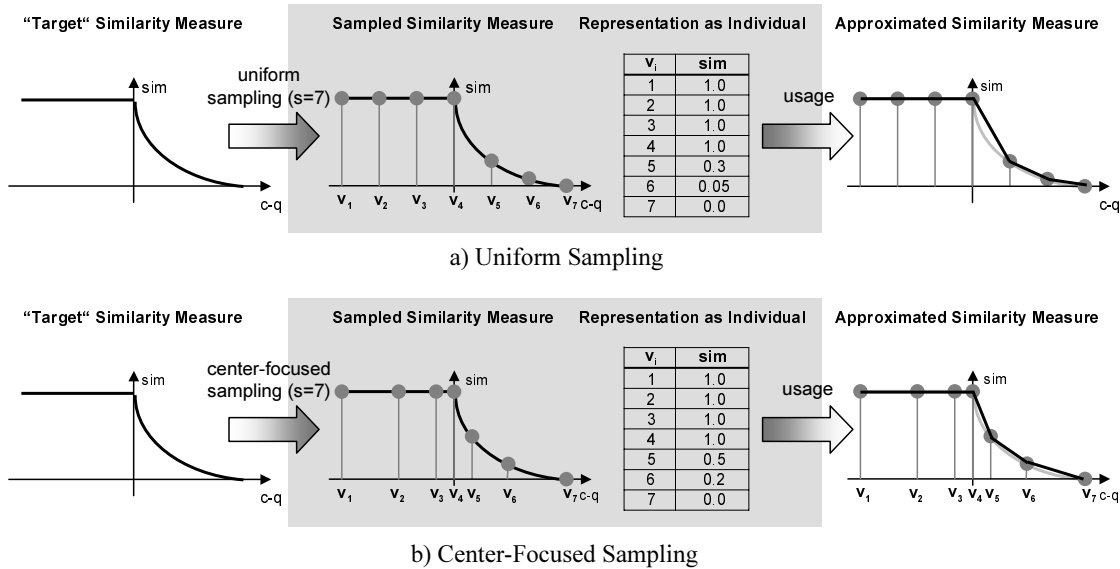 “Target“ Similarity Measure
Sampled Similarity Measure
Representation as Individual
Approximated Similarity Measure
sim
c-q
uniform
sampling (s=7)
sim
v1 v2 v3 v4 v5 v6 v7 c-q
vi sim
1 1.0
2 1.0
3 1.0
4 1.0
5 0.3
6 0.05
7 0.0
usage
sim
c-q
a) Uniform Sampling
“Target“ Similarity Measure
Sampled Similarity Measure
Representation as Individual
Approximated Similarity Measure
sim
c-q
center-focused
sampling (s=7)
sim
v1 v2 v3 v4 v5 v6 v7 c-q
vi sim
1 1.0
2 1.0
3 1.0
4 1.0
5 0.5
6 0.2
7 0.0
usage
sim
v1 v2 v3 v4 v5 v6 v7 c-q
b) Center-Focused Sampling